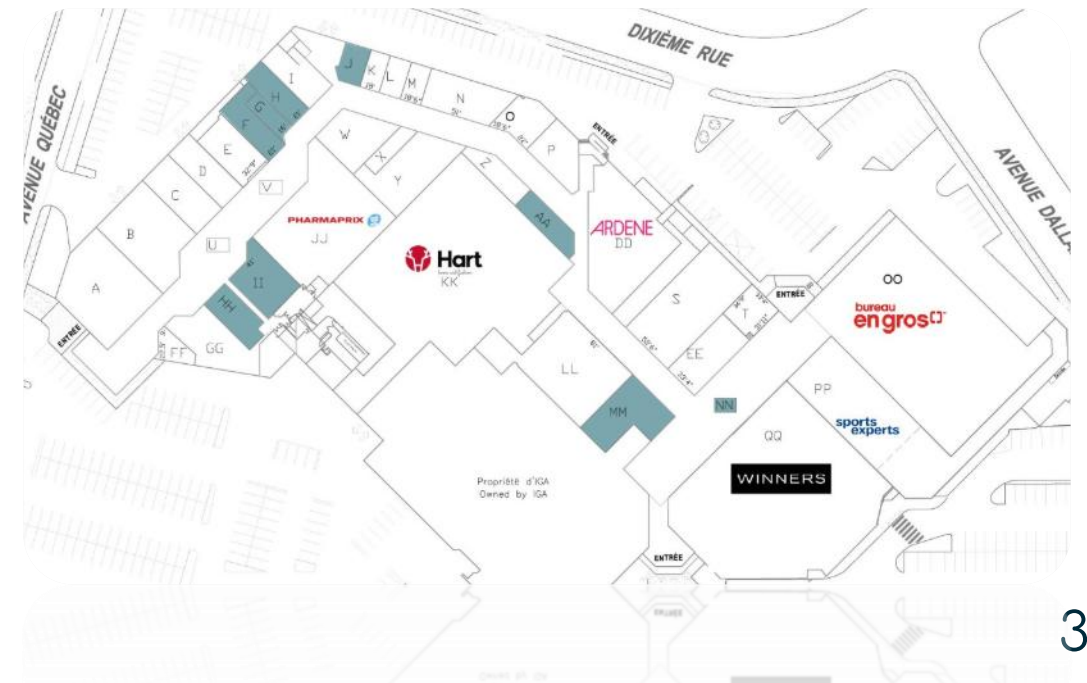 DIXIÈME RUE
AVENUE QUÉBEC
AVENUE DALLA
I
H
G
F
E
D
C
B
A
J
K
L
M
N
O
P
ENTRÉE
W
X
Y
Z
V
U
AA
PHARMAPRIX
JJ
Hart
KK
ARDENE
DD
S
T
EE
ENTRÉE
OO
bureau
en gros
II
HH
GG
FF
ENTRÉE
LL
MM
NN
PP
sports
experts
QQ
WINNERS
Propriété d'IGA
Owned by IGA
ENTRÉE
3